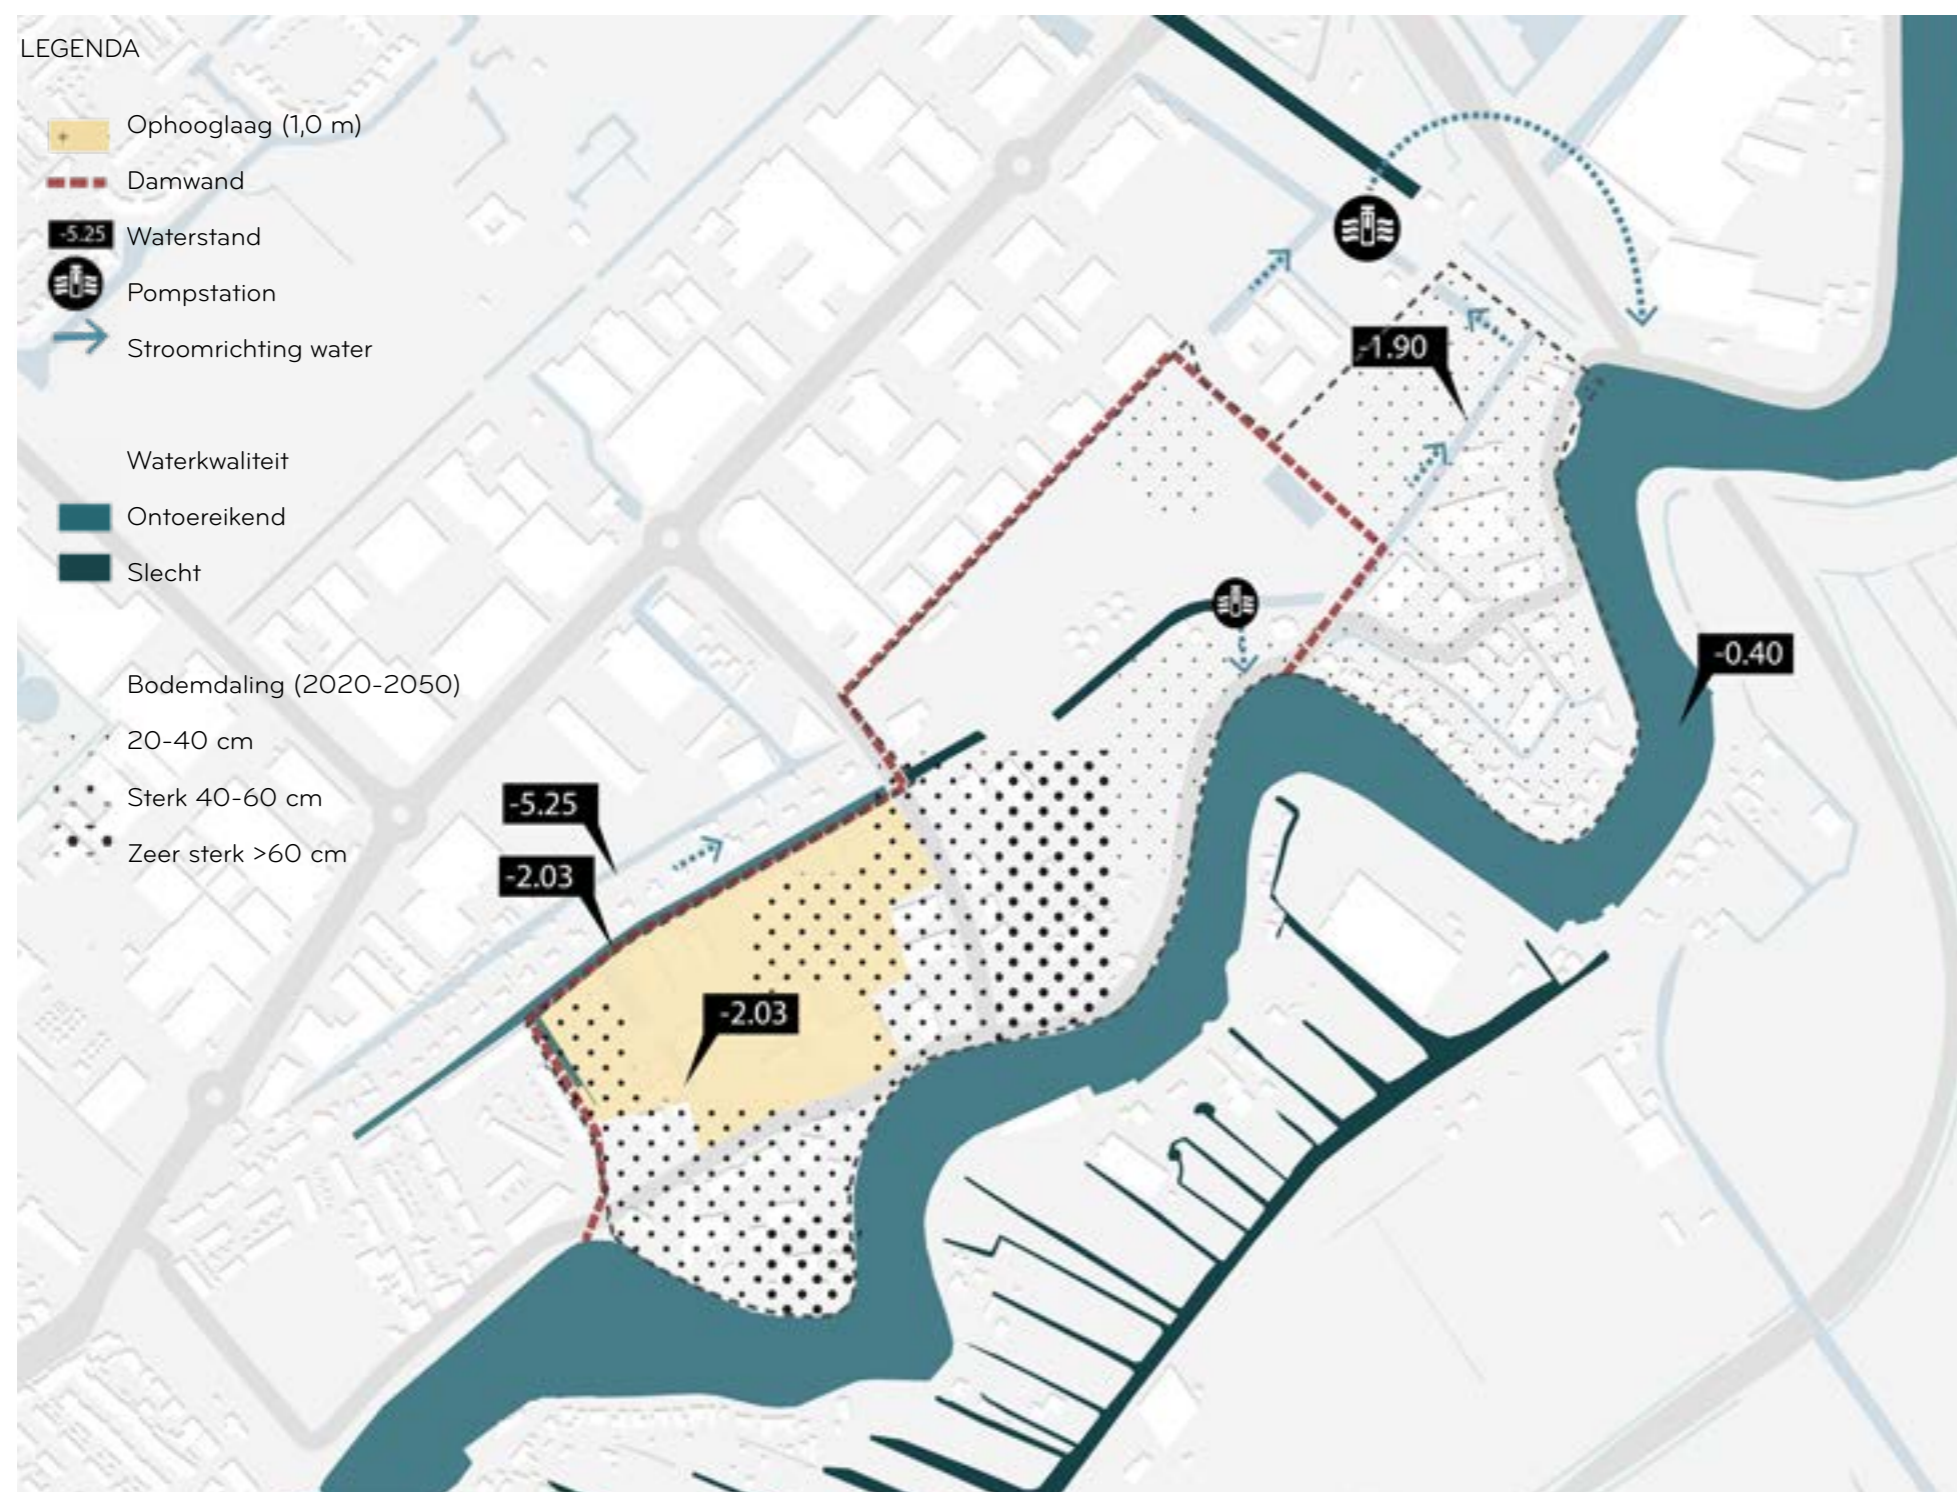 LEGENDA
Ophooglaag (1,0 m)
Damwand
-5.25 Waterstand
Pompstation
Stroomrichting water
Waterkwaliteit
Ontoereikend
Slecht
Bodemdaling (2020-2050)
20-40 cm
Sterk 40-60 cm
Zeer sterk >60 cm
-1.90
-0.40
-5.25
-2.03
-2.03